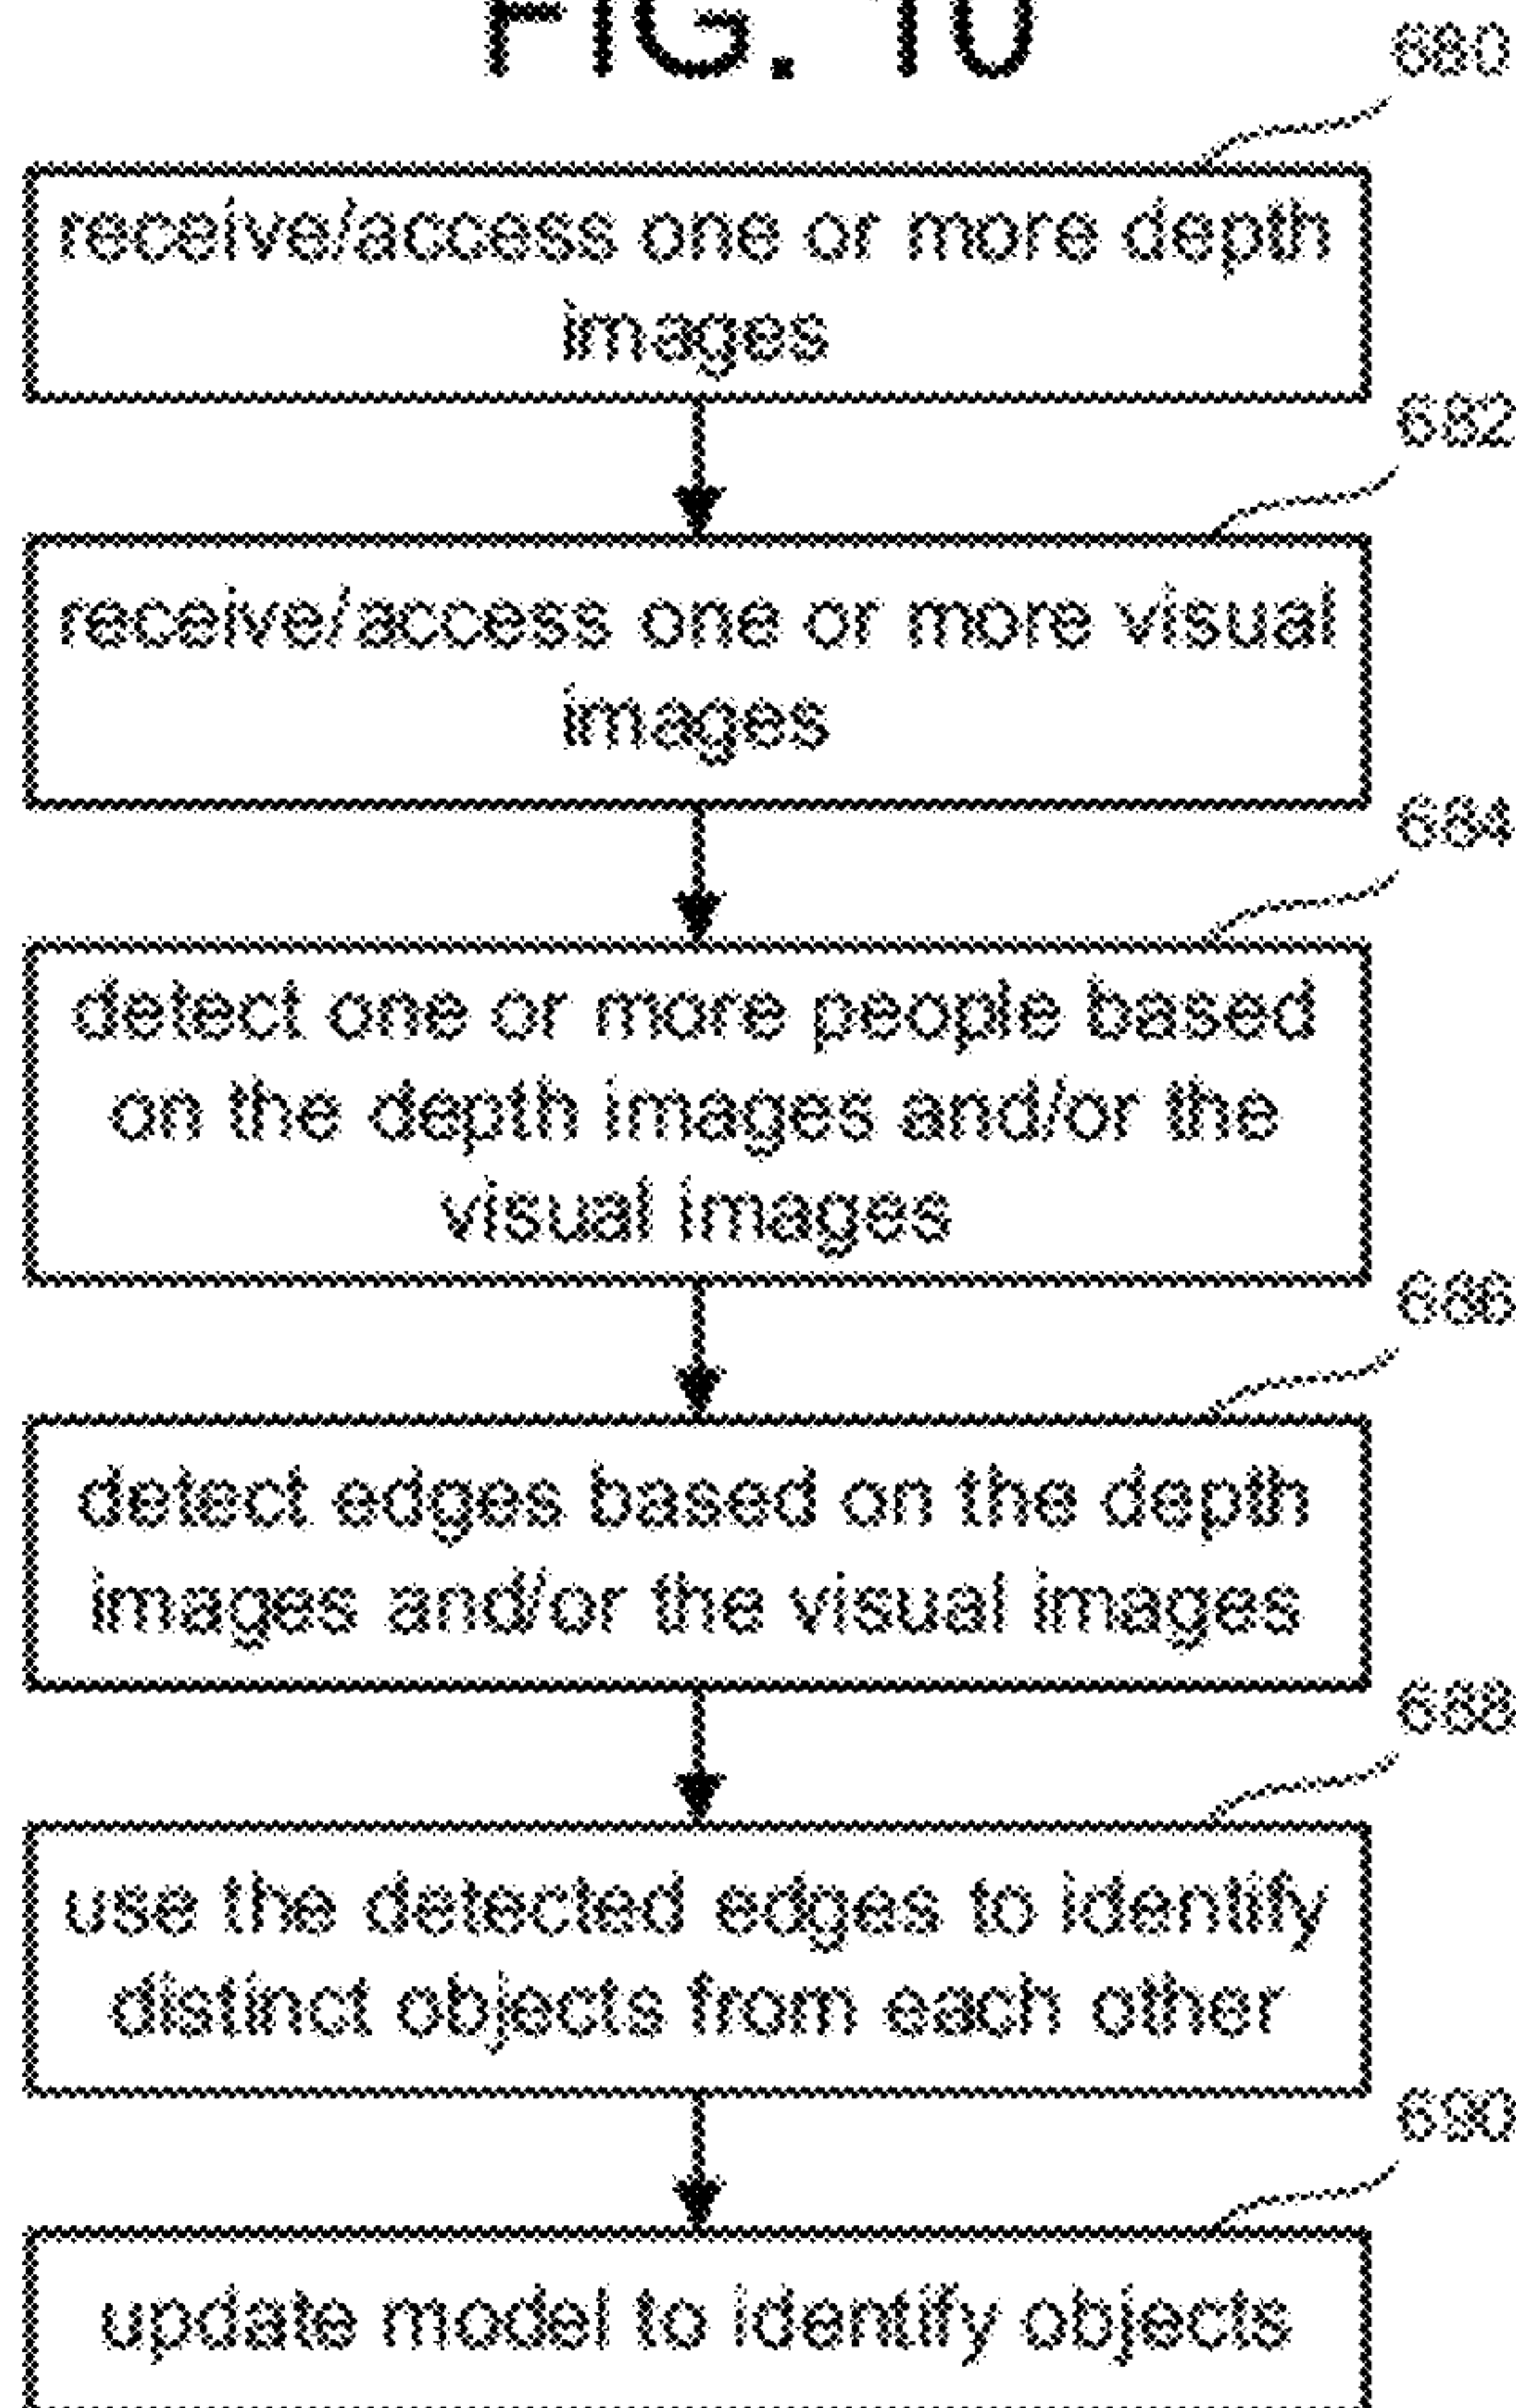 FIG. 10
680
receive/access one or more depth
images
682
receive/access one or more visual
images
684
detect one or more people based
on the depth images and/or the
visual images
686
detect edges based on the depth
images and/or the visual images
688
use the detected edges to identify
distinct objects from each other
690
update model to identify objects